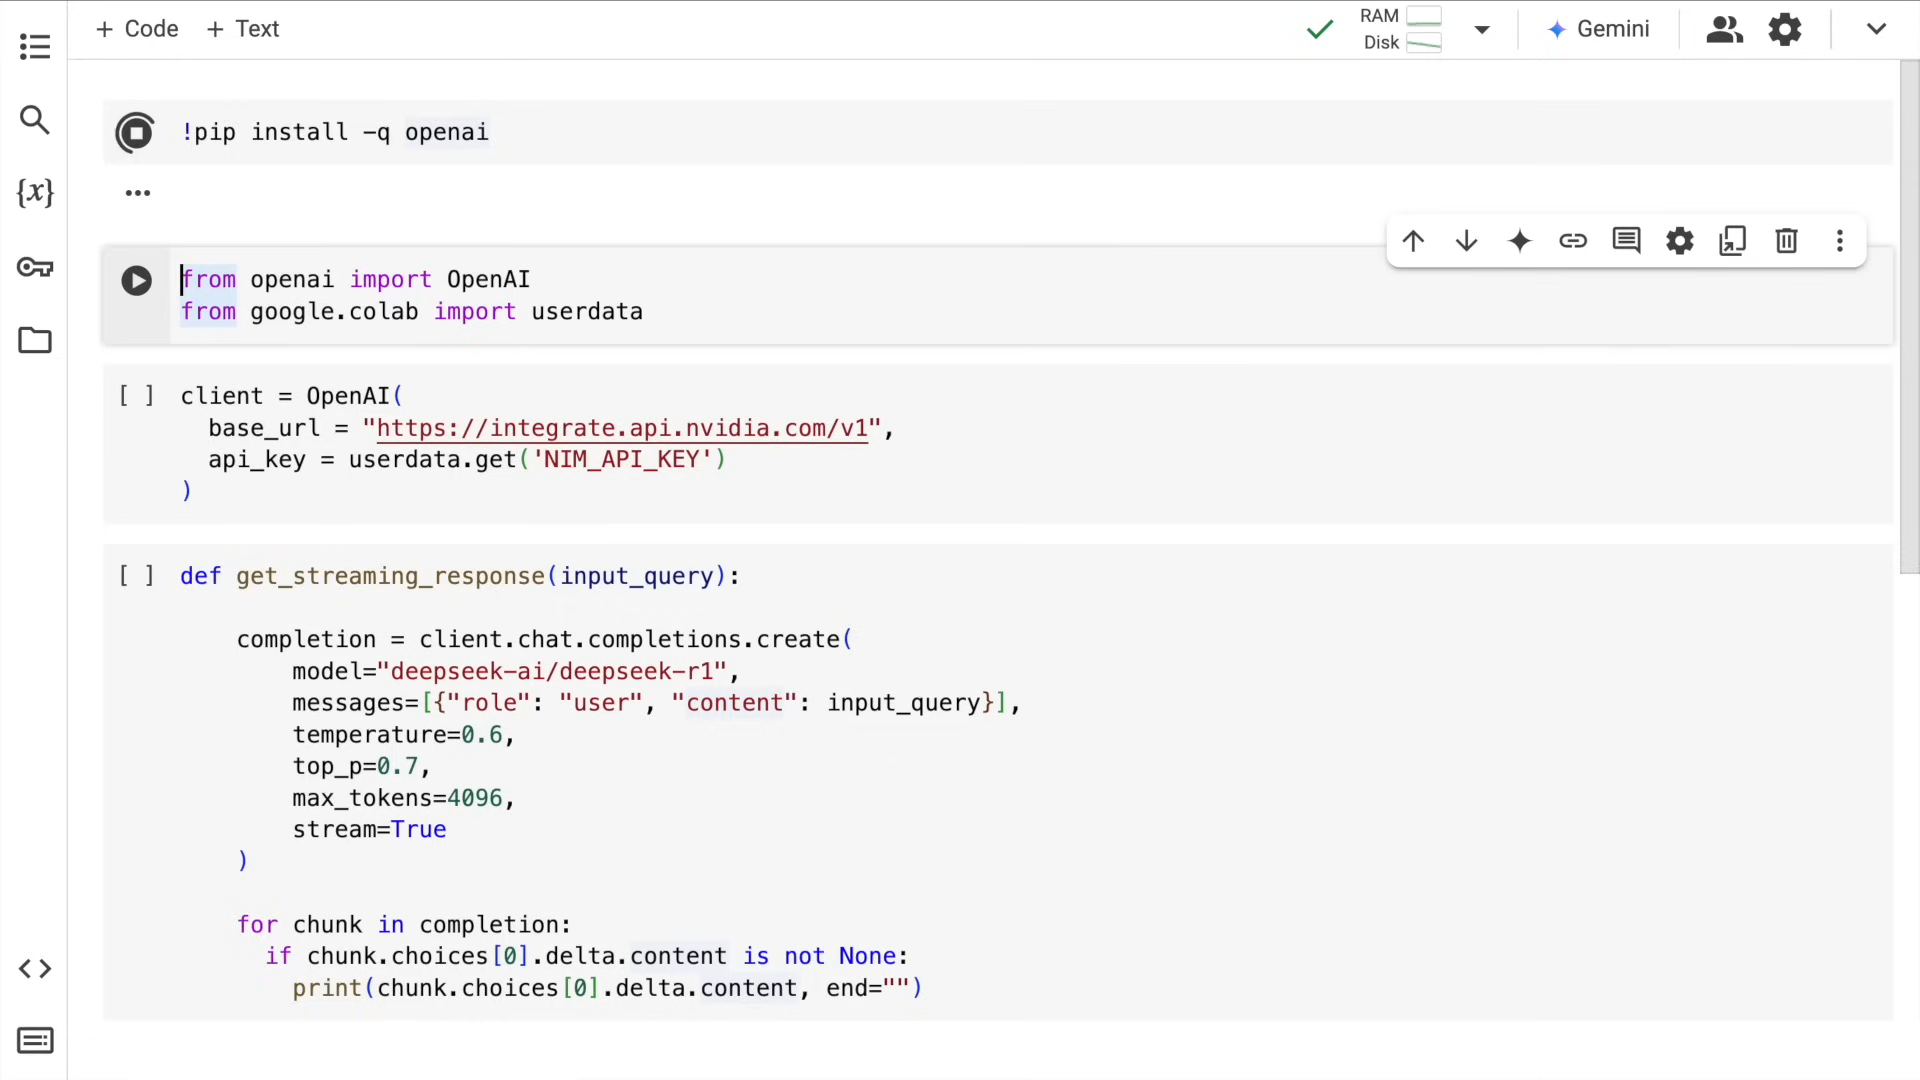 + Code + Text
RAM
Disk
Gemini
{x}
!pip install -q openai
...
from openai import OpenAI
from google.colab import userdata
[ ] client = OpenAI(
base_url = "https://integrate.api.nvidia.com/v1",
api_key = userdata.get('NIM_API_KEY')
)
[ ] def get_streaming_response(input_query):
completion = client.chat.completions.create(
model="deepseek-ai/deepseek-r1",
messages=[{"role": "user", "content": input_query}],
temperature=0.6,
top_p=0.7,
max_tokens=4096,
stream=True
)
for chunk in completion:
if chunk.choices[0].delta.content is not None:
print(chunk.choices[0].delta.content, end="")